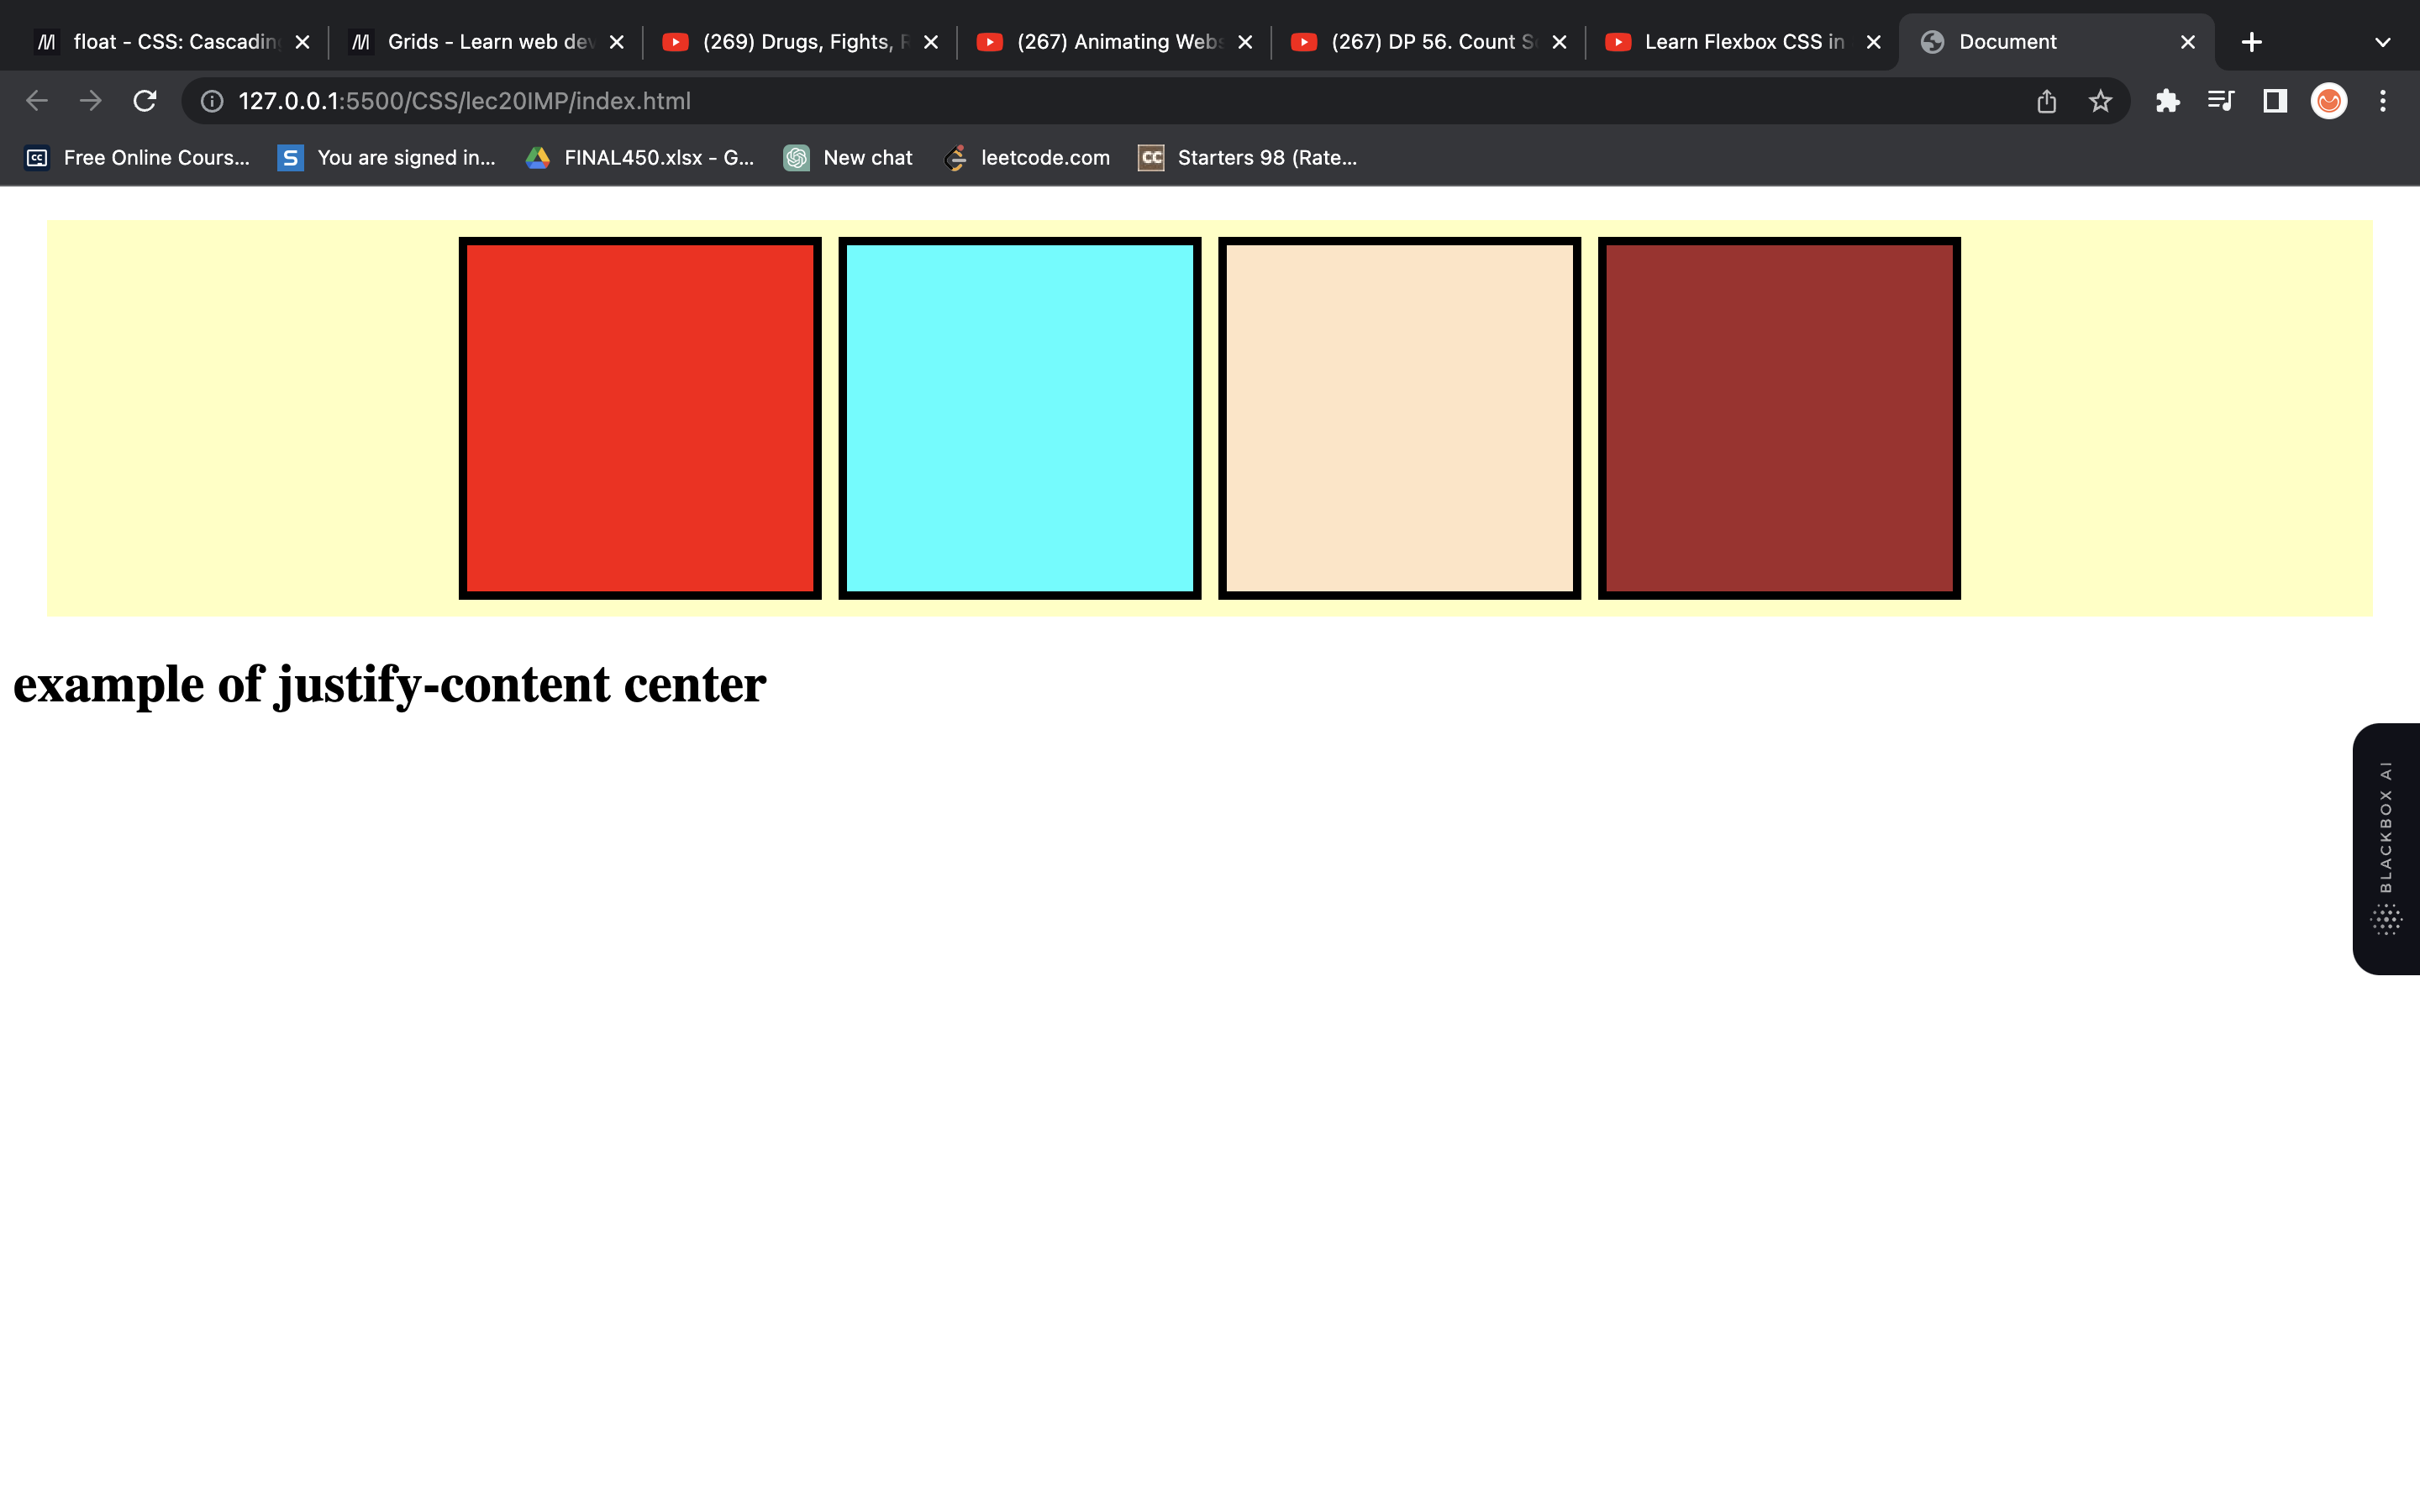 float - CSS: Cascading
Grids - Learn web dev
(269) Drugs, Fights,
(267) Animating Webs
(267) DP 56. Count S
Learn Flexbox CSS in
Document
127.0.0.1:5500/CSS/lec20IMP/index.html
Free Online Cours...
S
You are signed in...
FINAL450.xlsx - G...
New chat
leetcode.com
CC
Starters 98 (Rate...
example of justify-content center
BLACKBOX AI